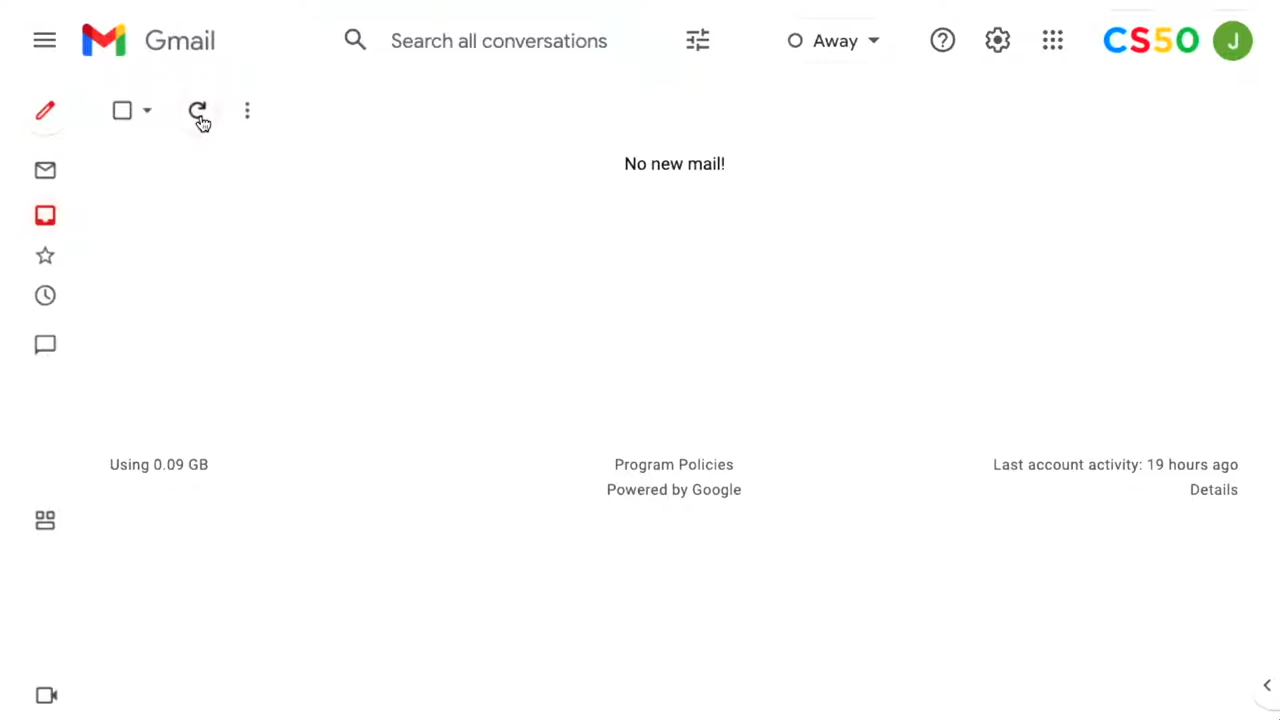 Gmail
Search all conversations
Away
CS50
J
No new mail!
Using 0.09 GB
Program Policies
Powered by Google
Last account activity: 19 hours ago
Details